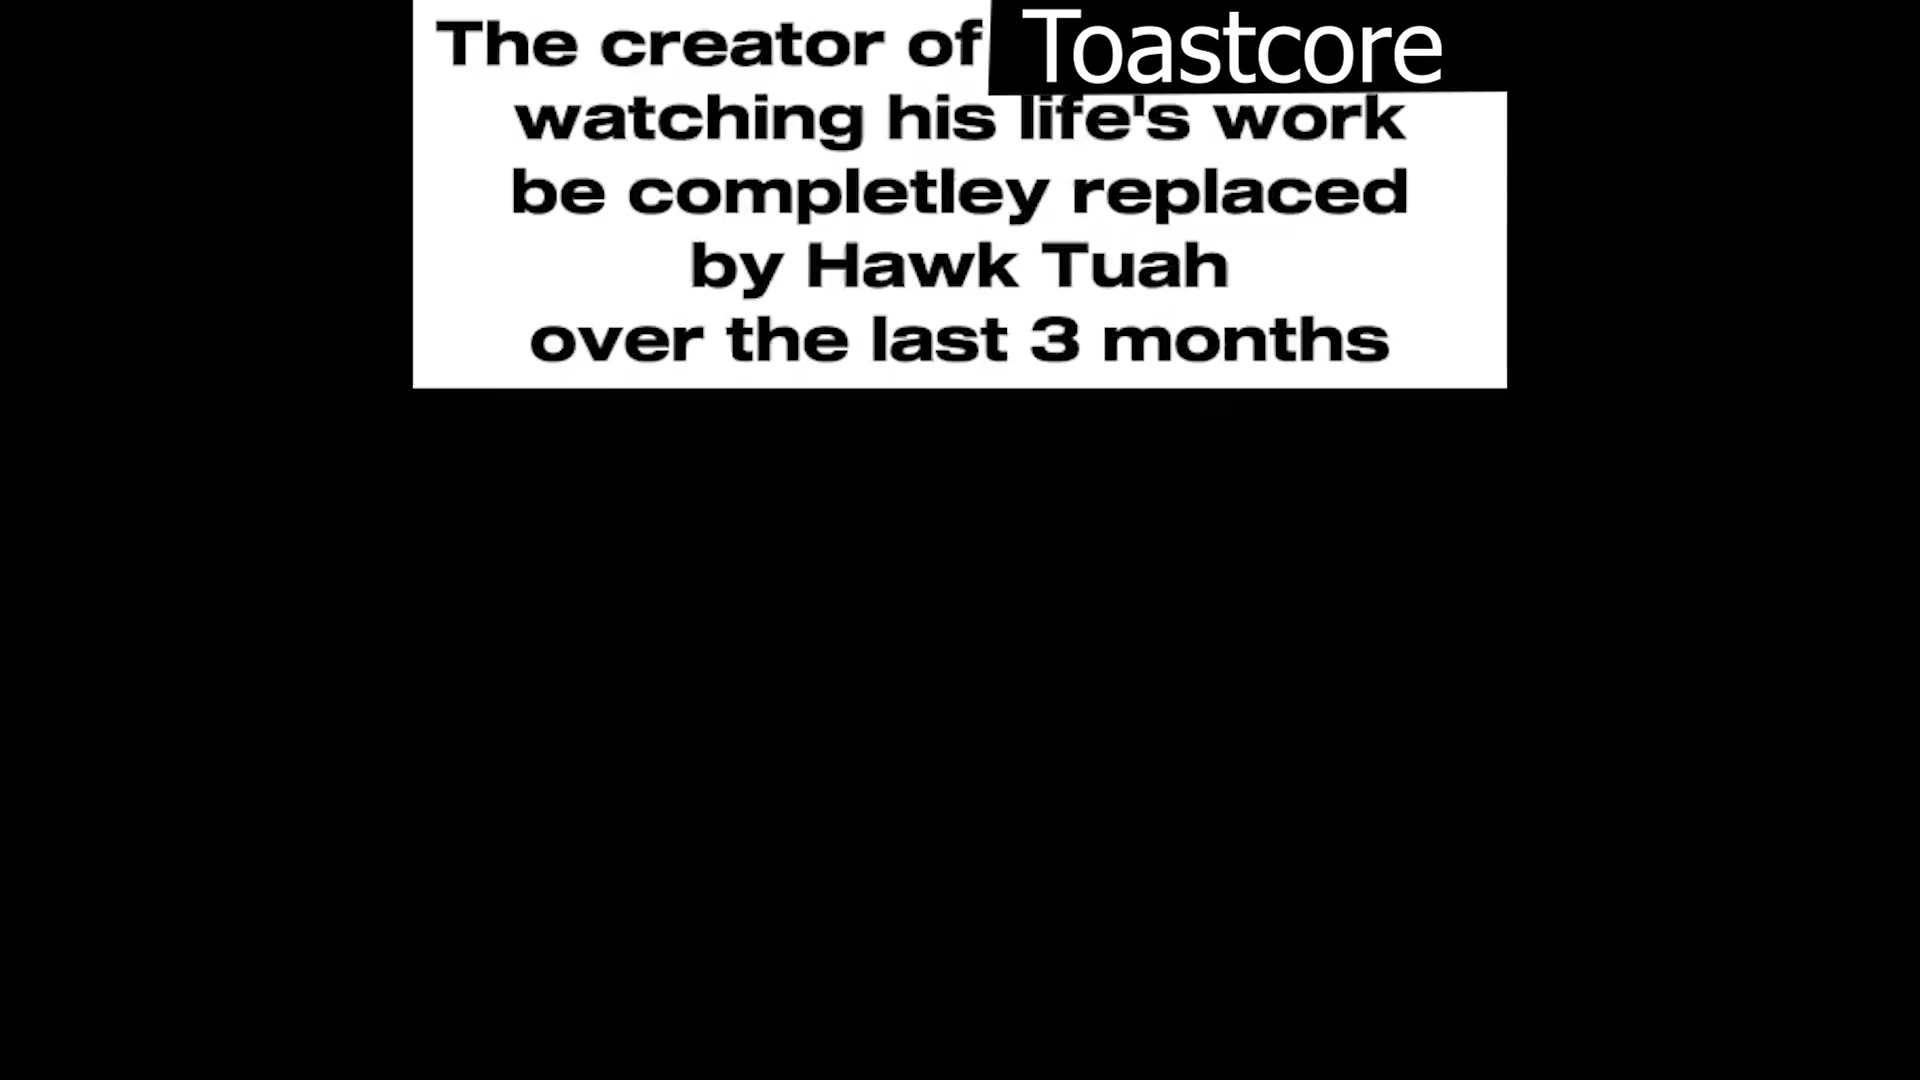 The creator of Toastcore
watching his life's work
be completley replaced
by Hawk Tuah
over the last 3 months